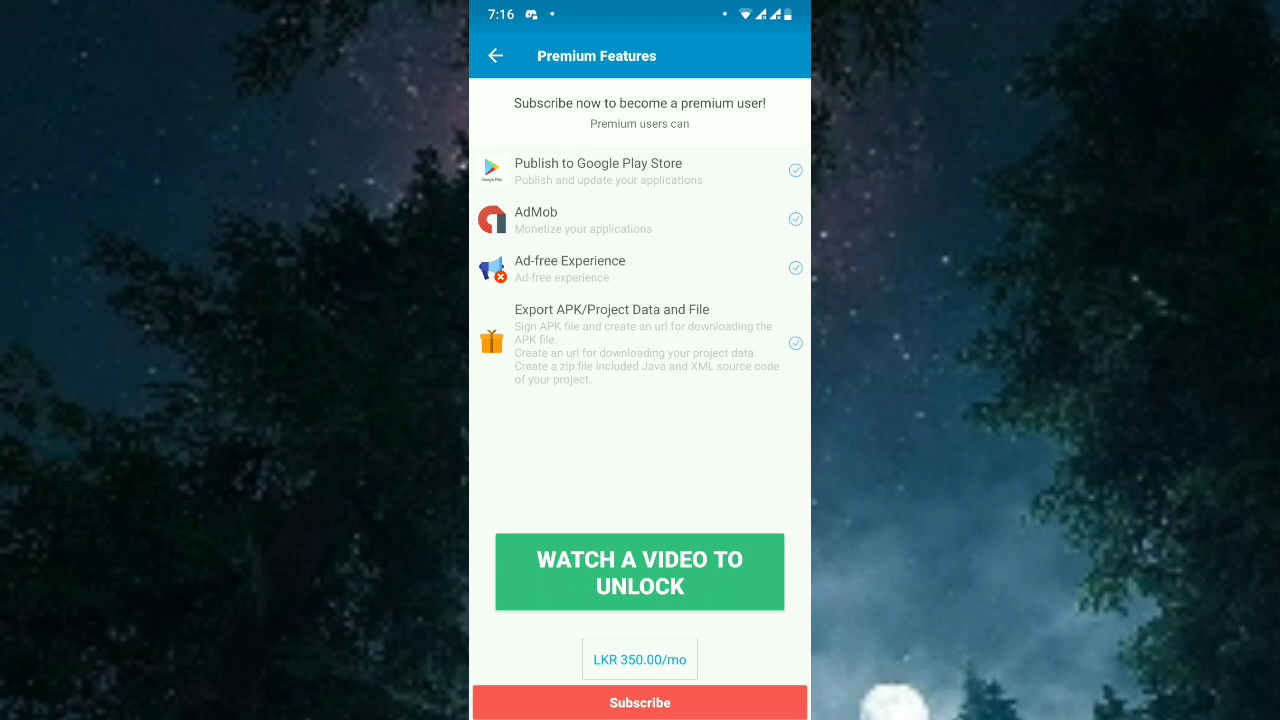 7:16
Premium Features
Subscribe now to become a premium user!
Premium users can
Publish to Google Play Store
Publish and update your applications
Google Play
AdMob
Monetize your applications
Ad-free Experience
Ad-free experience
Export APK/Project Data and File
Sign APK file and create an url for downloading the
APK file.
Create an url for downloading your project data.
Create a zip file included Java and XML source code
of your project.
WATCH A VIDEO TO
UNLOCK
LKR 350.00/mo
Subscribe